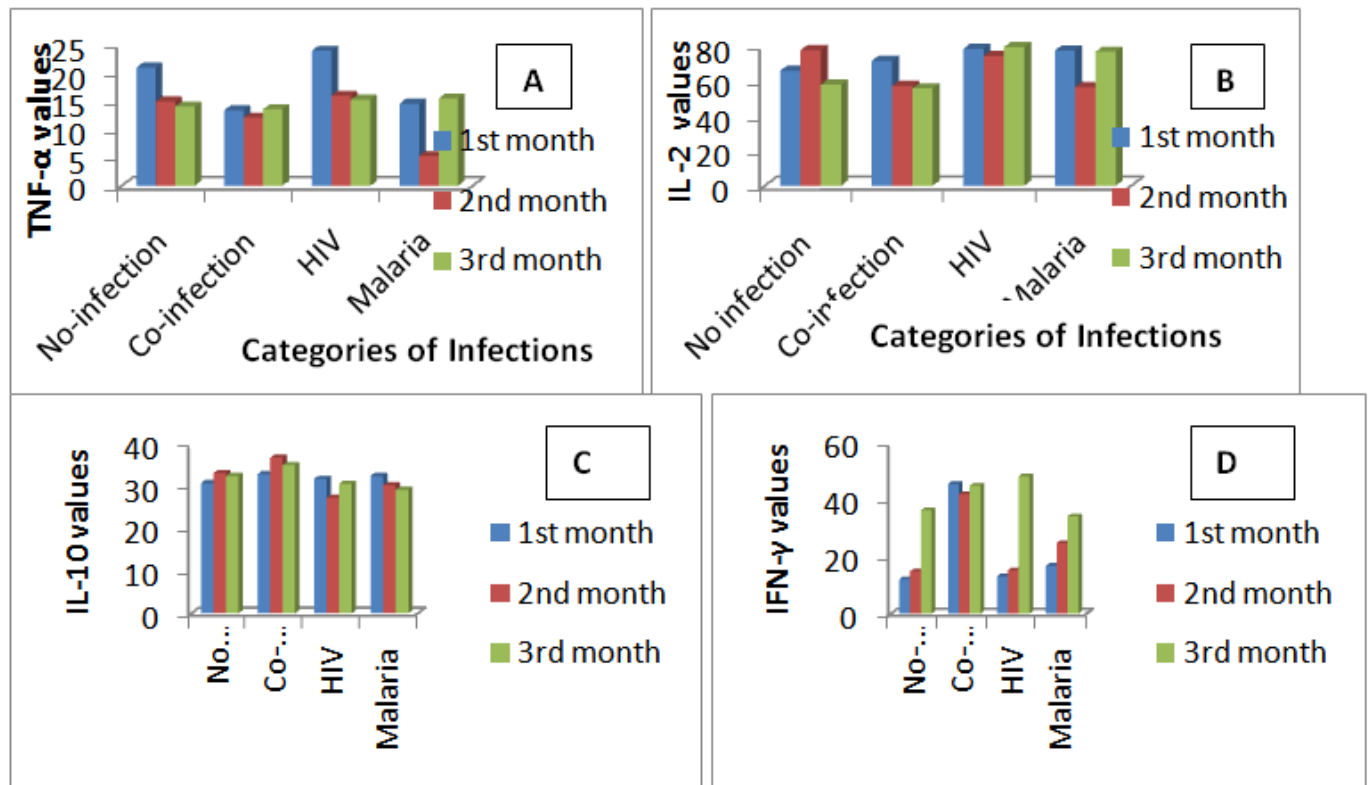 A
TNF-α values
25
20
15
10
5
0
No-infection
Co-infection
HIV
Malaria
1st month
2nd month
3rd month
Categories of Infections
B
IL -2 values
80
60
40
20
0
No infection
Co-infection
HIV
Malaria
1st month
2nd month
3rd month
Categories of Infections
C
IL-10 values
40
30
20
10
0
No...
Co-...
HIV
Malaria
1st month
2nd month
3rd month
D
IFN-γ values
60
40
20
0
No-...
Co-...
HIV
Malaria
1st month
2nd month
3rd month